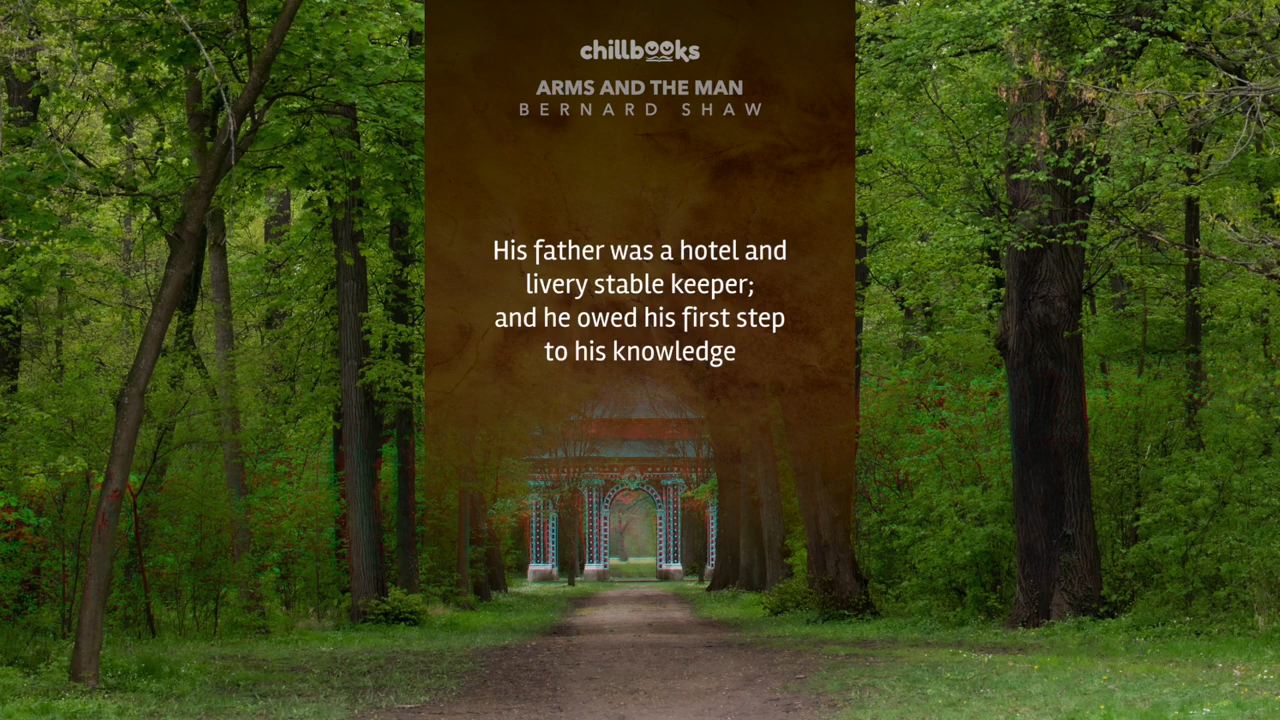 chillbooks
ARMS AND THE MAN
BERNARD SHAW
His father was a hotel and
livery stable keeper;
and he owed his first step
to his knowledge